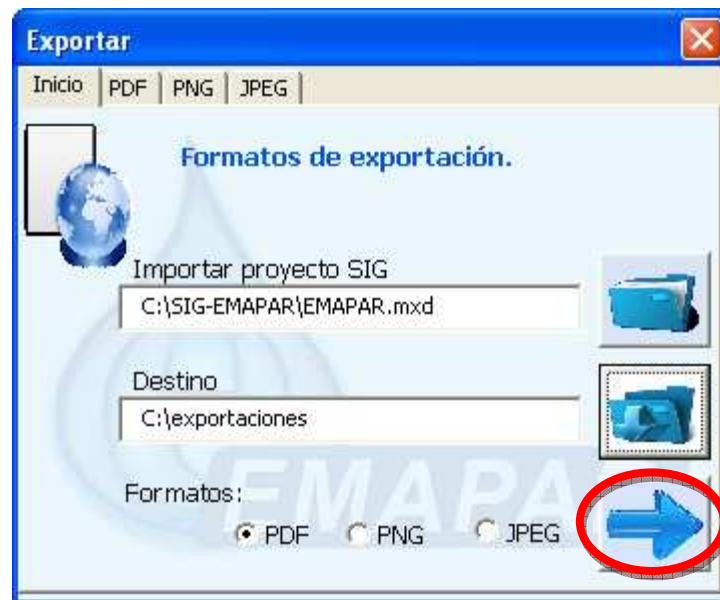 Exportar
Inicio PDF PNG JPEG
Formatos de exportación.
Importar proyecto SIG
C:\SIG-EMAPAR\EMAPAR.mxd
Destino
C:\exportaciones
Formatos:
EMAPA
PDF PNG JPEG